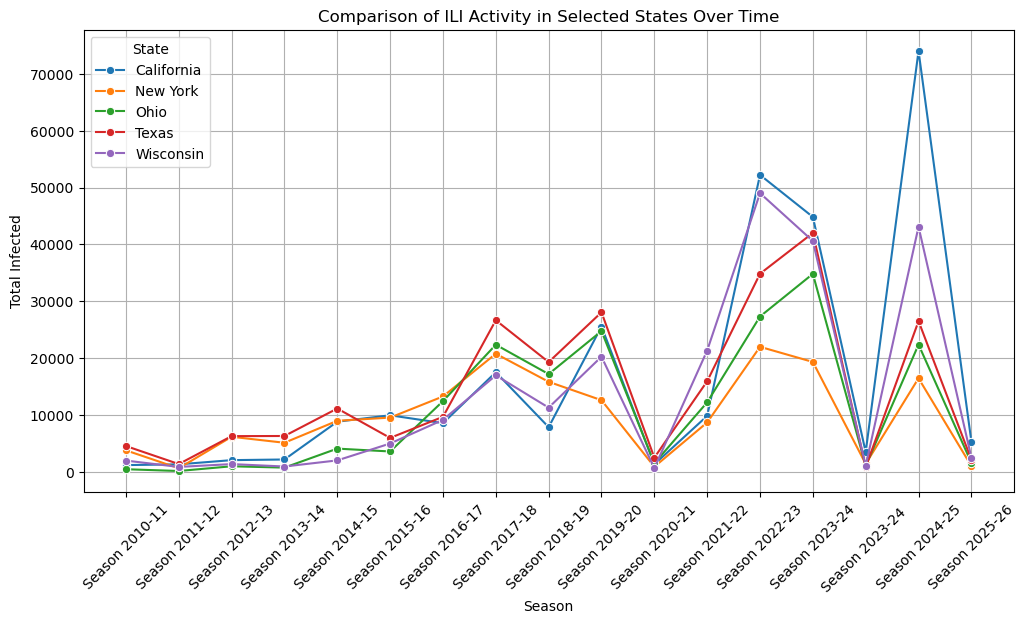 Comparison of ILI Activity in Selected States Over Time
State
California
New York
Ohio
Texas
Wisconsin
Total Infected
70000
60000
50000
40000
30000
20000
10000
0
Season 2010-11
Season 2011-12
Season 2012-13
Season 2013-14
Season 2014-15
Season 2015-16
Season 2016-17
Season 2017-18
Season 2018-19
Season 2019-20
Season 2020-21
Season 2021-22
Season 2022-23
Season 2023-24
Season 2023-24
Season 2024-25
Season 2025-26
Season